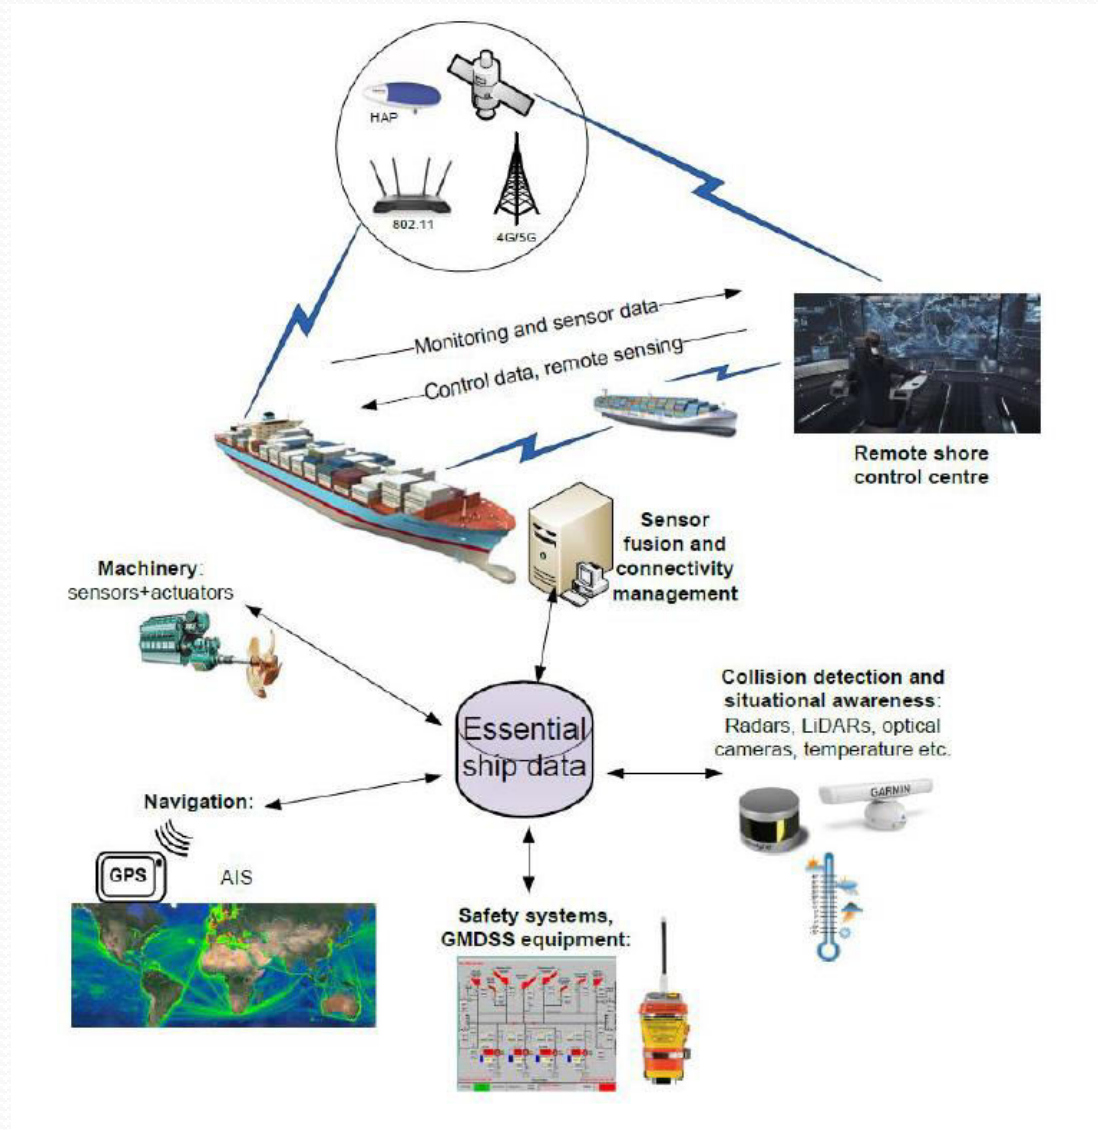 HAP
802.11
4G/5G
Monitoring and sensor data
Control data, remote sensing
Remote shore
control centre
Sensor
fusion and
connectivity
management
Machinery:
sensors+actuators
Collision detection and
situational awareness:
Radars, LiDARs, optical
cameras, temperature etc.
Essential
ship data
GARMIN
Navigation:
GPS
AIS
Safety systems,
GMDSS equipment: